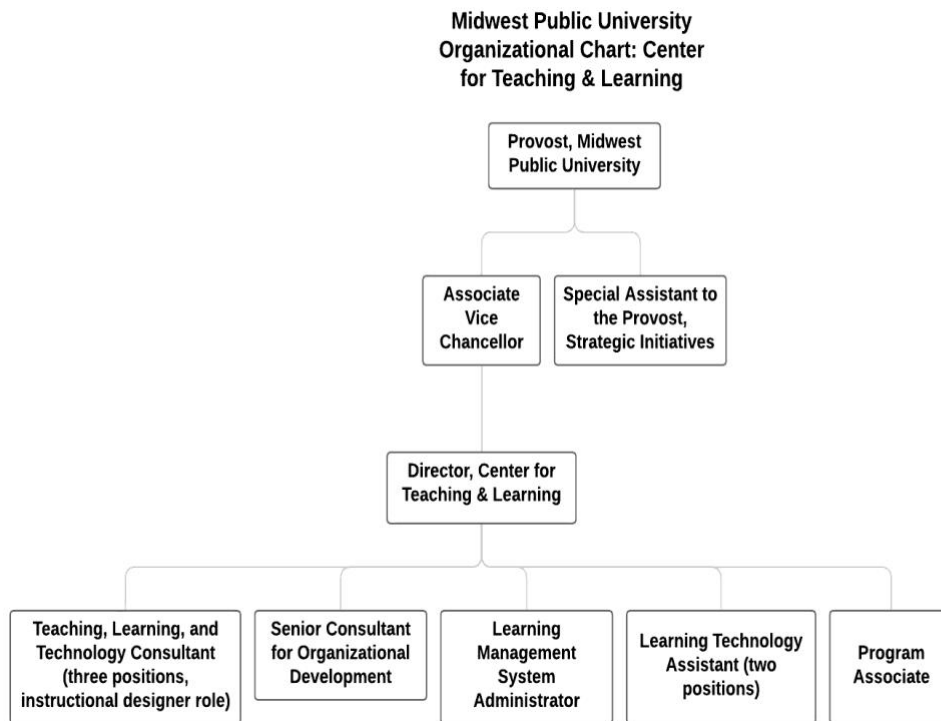 Midwest Public University
Organizational Chart: Center
for Teaching & Learning
Provost, Midwest
Public University
Associate
Vice
Chancellor
Special Assistant to
the Provost,
Strategic Initiatives
Director, Center for
Teaching & Learning
Teaching, Learning, and
Technology Consultant
(three positions,
instructional designer role)
Senior Consultant
for Organizational
Development
Learning
Management
System
Administrator
Learning Technology
Assistant (two
positions)
Program
Associate